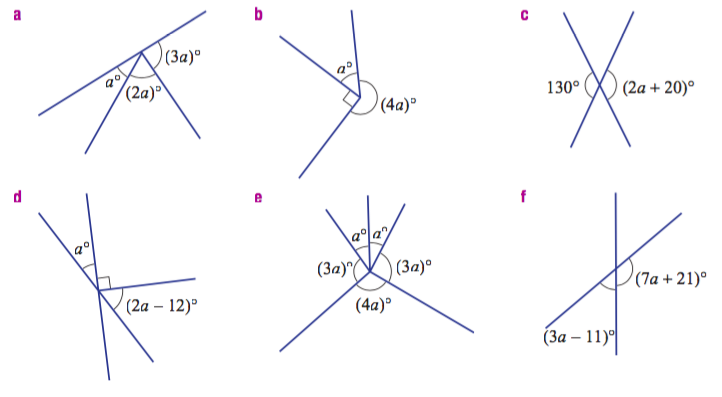 a
(3a)°
a°
(2a)°
b
a°
(4a)°
c
130°
(2a + 20)°
d
a°
(2a – 12)°
e
a° a°
(3a)° (3a)°
(4a)°
f
(7a + 21)°
(3a – 11)°